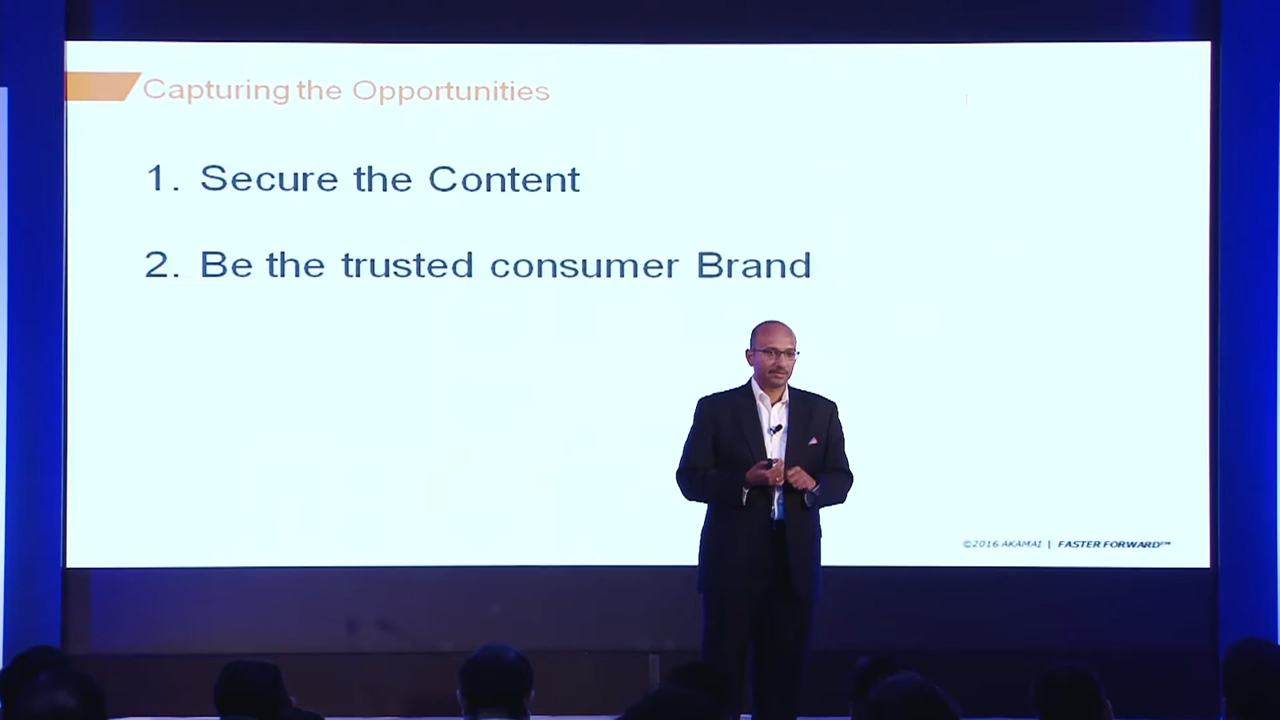 Capturing the Opportunities
1. Secure the Content
2. Be the trusted consumer Brand
©2016 AKAMAI | FASTER FORWARD™